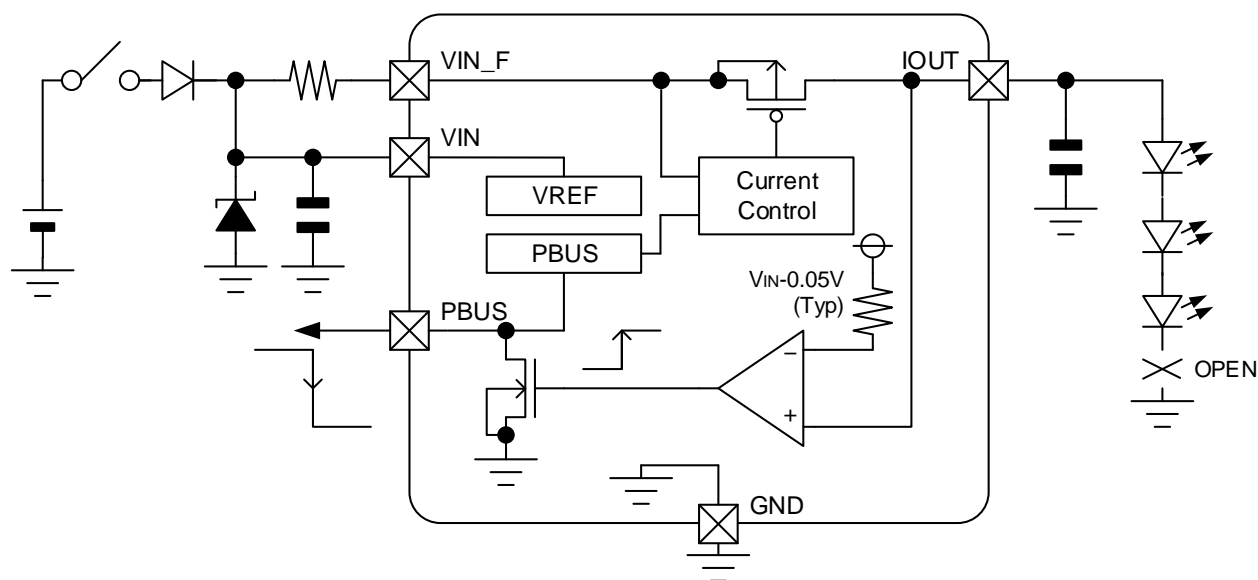 VIN_F
IOUT
VIN
VREF
Current
Control
PBUS
VIN-0.05V
(Typ)
PBUS
−
+
OPEN
GND